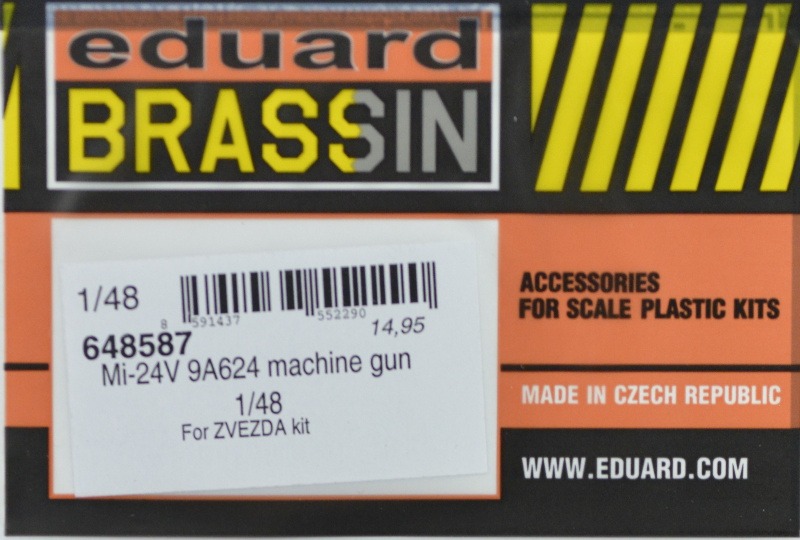 eduard
BRASSIN
1/48
8 591437 552290
14,95
648587
Mi-24V 9A624 machine gun
1/48
For ZVEZDA kit
ACCESSORIES
FOR SCALE PLASTIC KITS
MADE IN CZECH REPUBLIC
WWW.EDUARD.COM